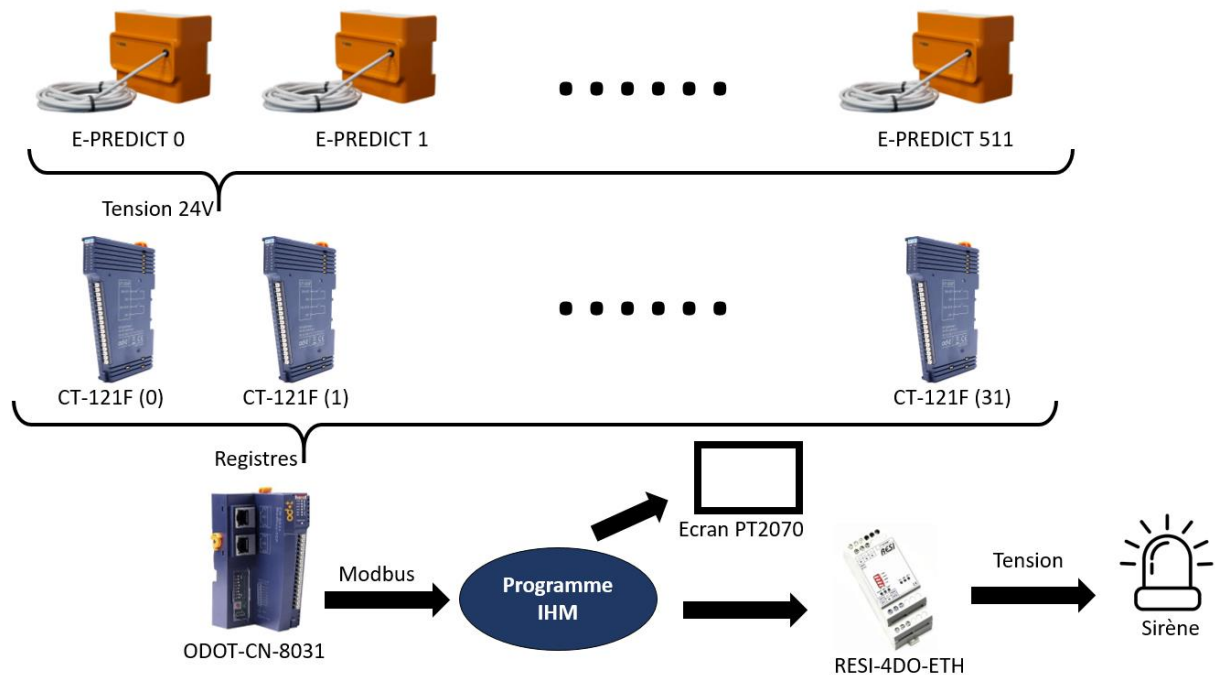 E-PREDICT 0
E-PREDICT 1
E-PREDICT 511
Tension 24V
CT-121F (0)
CT-121F (1)
CT-121F (31)
Registres
Ecran PT2070
Modbus
Programme
IHM
RESI
Tension
Sirène
ODOT-CN-8031
RESI-4DO-ETH